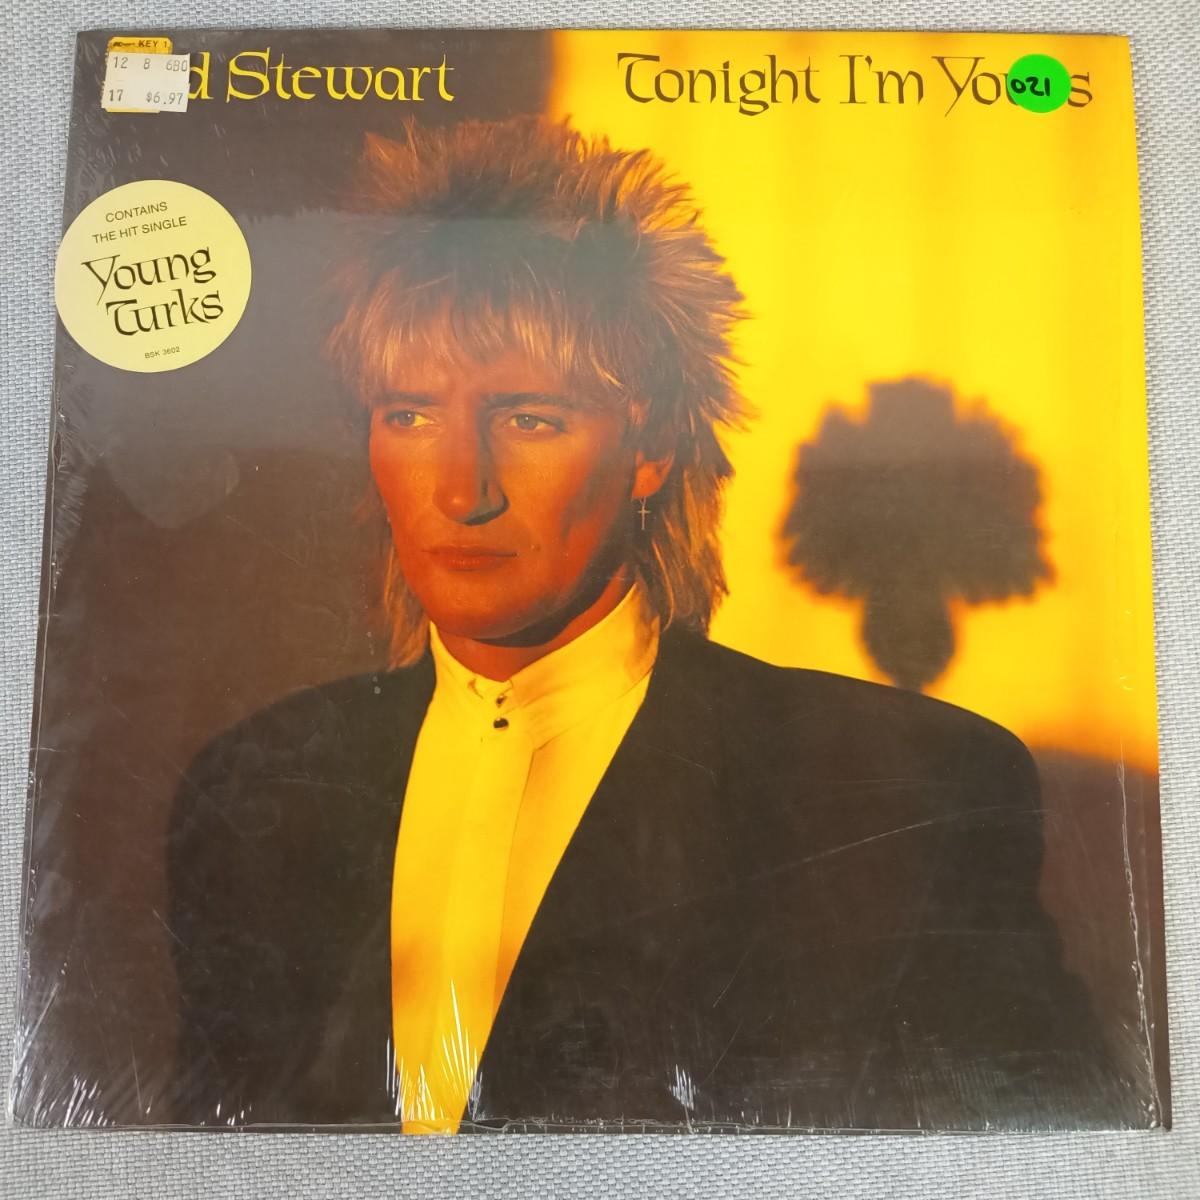 KEY 1
12 8 6B0
17 $6.97
d Stewart
Tonight I'm Yo s
021
CONTAINS
THE HIT SINGLE
Young
Turks
BSK 3602